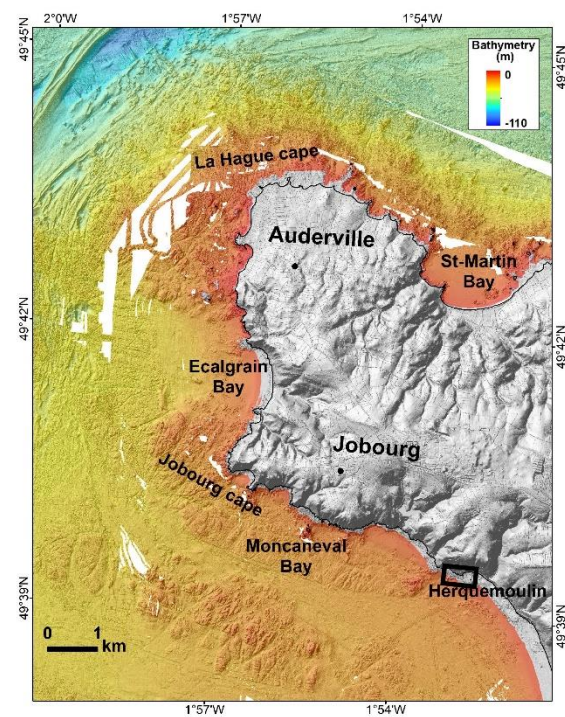 2°0'W
1°57'W
1°54'W
49°45'N
49°45'N
Bathymetry
(m)
0
-110
La Hague cape
Auderville
St-Martin
Bay
49°42'N
49°42'N
Ecalgrain
Bay
Jobourg
Jobourg cape
Moncaneval
Bay
Herquemoulin
49°39'N
49°39'N
0 1
km
1°57'W
1°54'W